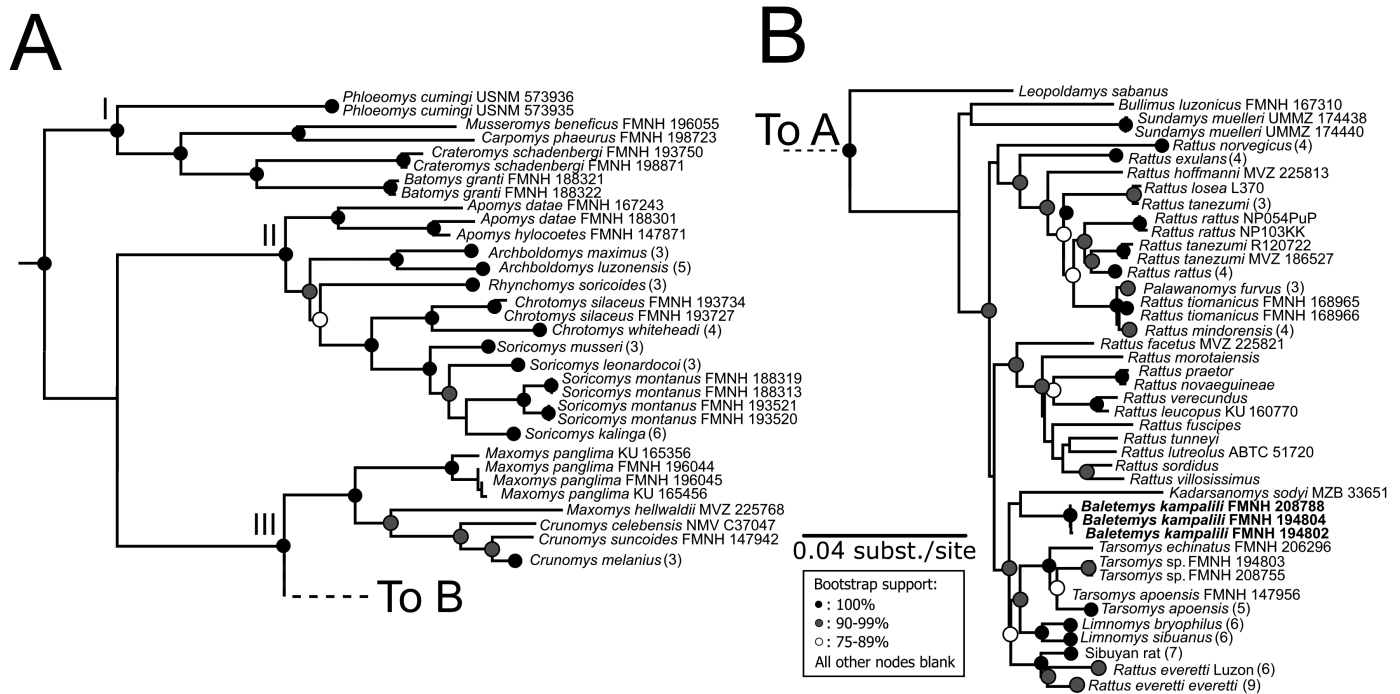 A
I
Phloeomys cumingi USNM 573936
Phloeomys cumingi USNM 573935
Musseromys beneficus FMNH 196055
Carpomys phaeurus FMNH 198723
Crateromys schadenbergi FMNH 193750
Crateromys schadenbergi FMNH 198871
Batomys granti FMNH 188321
Batomys granti FMNH 188322
II
Apomys datae FMNH 167243
Apomys datae FMNH 188301
Apomys hylocoetes FMNH 147871
Archboldomys maximus (3)
Archboldomys luzonensis (5)
Rhynchomys soricoides (3)
Chrotomys silaceus FMNH 193734
Chrotomys silaceus FMNH 193727
Chrotomys whiteheadi (4)
Soricomys musseri (3)
Soricomys leonardocoi (3)
Soricomys montanus FMNH 188319
Soricomys montanus FMNH 188313
Soricomys montanus FMNH 193521
Soricomys montanus FMNH 193520
Soricomys kalinga (6)
III
Maxomys panglima KU 165356
Maxomys panglima FMNH 196044
Maxomys panglima FMNH 196045
Maxomys panglima KU 165456
Maxomys hellwaldii MVZ 225768
Crunomys celebensis NMV C37047
Crunomys suncoides FMNH 147942
Crunomys melanius (3)
To B
B
To A
Leopoldamys sabanus
Bullimus luzonicus FMNH 167310
Sundamys muelleri UMMZ 174438
Sundamys muelleri UMMZ 174440
Rattus norvegicus (4)
Rattus exulans (4)
Rattus hoffmanni MVZ 225813
Rattus losea L370
Rattus tanezumi (3)
Rattus rattus NP054PuP
Rattus rattus NP103KK
Rattus tanezumi R120722
Rattus tanezumi MVZ 186527
Rattus rattus (4)
Palawanomys furvus (3)
Rattus tiomanicus FMNH 168965
Rattus tiomanicus FMNH 168966
Rattus mindorensis (4)
Rattus facetus MVZ 225821
Rattus morotaiensis
Rattus praetor
Rattus novaeguineae
Rattus verecundus
Rattus leucopus KU 160770
Rattus fuscipes
Rattus tunneyi
Rattus lutreolus ABTC 51720
Rattus sordidus
Rattus villosissimus
Kadarsanomys sodyi MZB 33651
Baletemys kampalili FMNH 208788
Baletemys kampalili FMNH 194804
Baletemys kampalili FMNH 194802
Tarsomys echinatus FMNH 206296
Tarsomys sp. FMNH 194803
Tarsomys sp. FMNH 208755
Tarsomys apoensis FMNH 147956
Tarsomys apoensis (5)
Limnomys bryophilus (6)
Limnomys sibuanus (6)
Sibuyan rat (7)
Rattus everetti Luzon (6)
Rattus everetti everetti (9)
0.04 subst./site
Bootstrap support:
: 100%
: 90-99%
: 75-89%
All other nodes blank